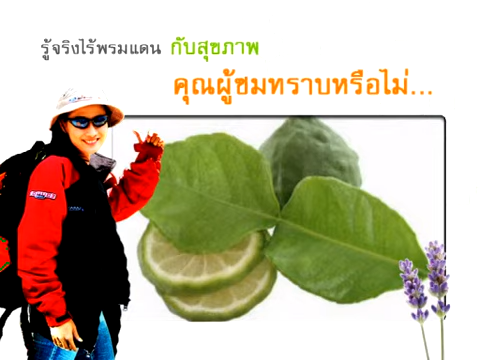 รู้จริงไร้พรมแดน กับสุขภาพ
คุณผู้ชมทราบหรือไม่...